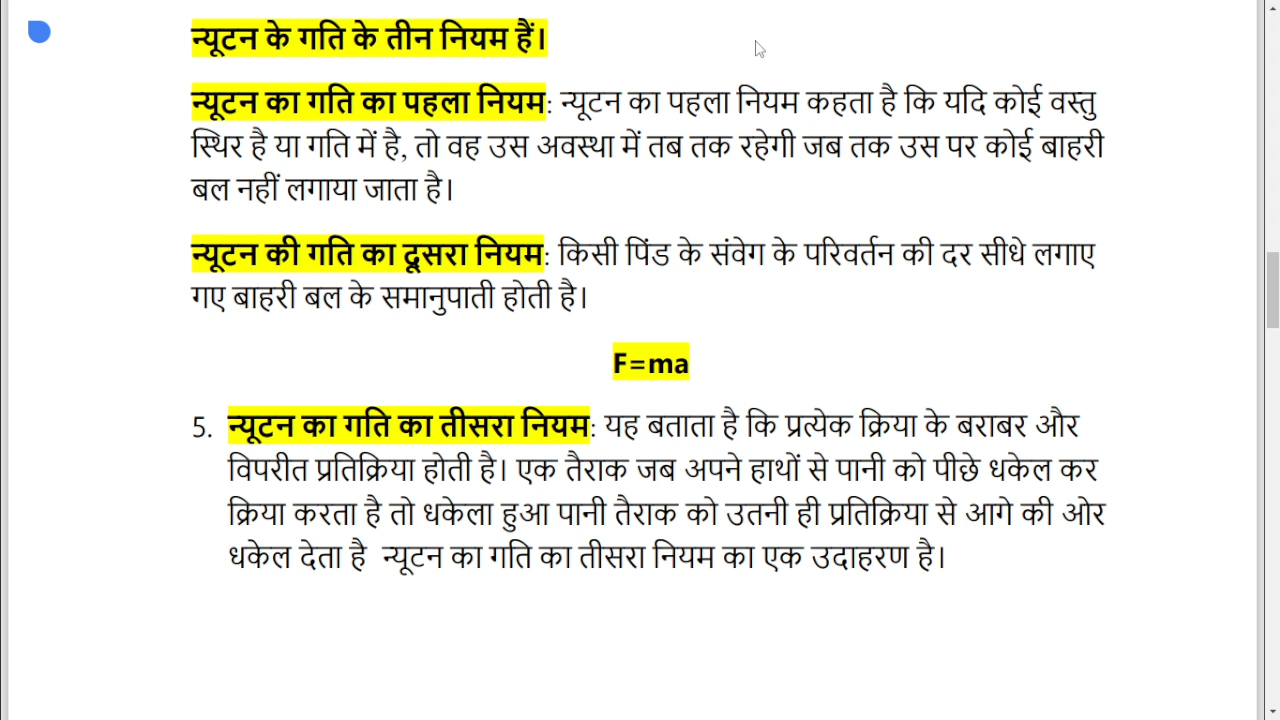 न्यूटन के गति के तीन नियम हैं।
न्यूटन का गति का पहला नियम: न्यूटन का पहला नियम कहता है कि यदि कोई वस्तु
स्थिर है या गति में है, तो वह उस अवस्था में तब तक रहेगी जब तक उस पर कोई बाहरी
बल नहीं लगाया जाता है।
न्यूटन की गति का दूसरा नियम: किसी पिंड के संवेग के परिवर्तन की दर सीधे लगाए
गए बाहरी बल के समानुपाती होती है।
F=ma
5. न्यूटन का गति का तीसरा नियम: यह बताता है कि प्रत्येक क्रिया के बराबर और
विपरीत प्रतिक्रिया होती है। एक तैराक जब अपने हाथों से पानी को पीछे धकेल कर
क्रिया करता है तो धकेला हुआ पानी तैराक को उतनी ही प्रतिक्रिया से आगे की ओर
धकेल देता है न्यूटन का गति का तीसरा नियम का एक उदाहरण है।